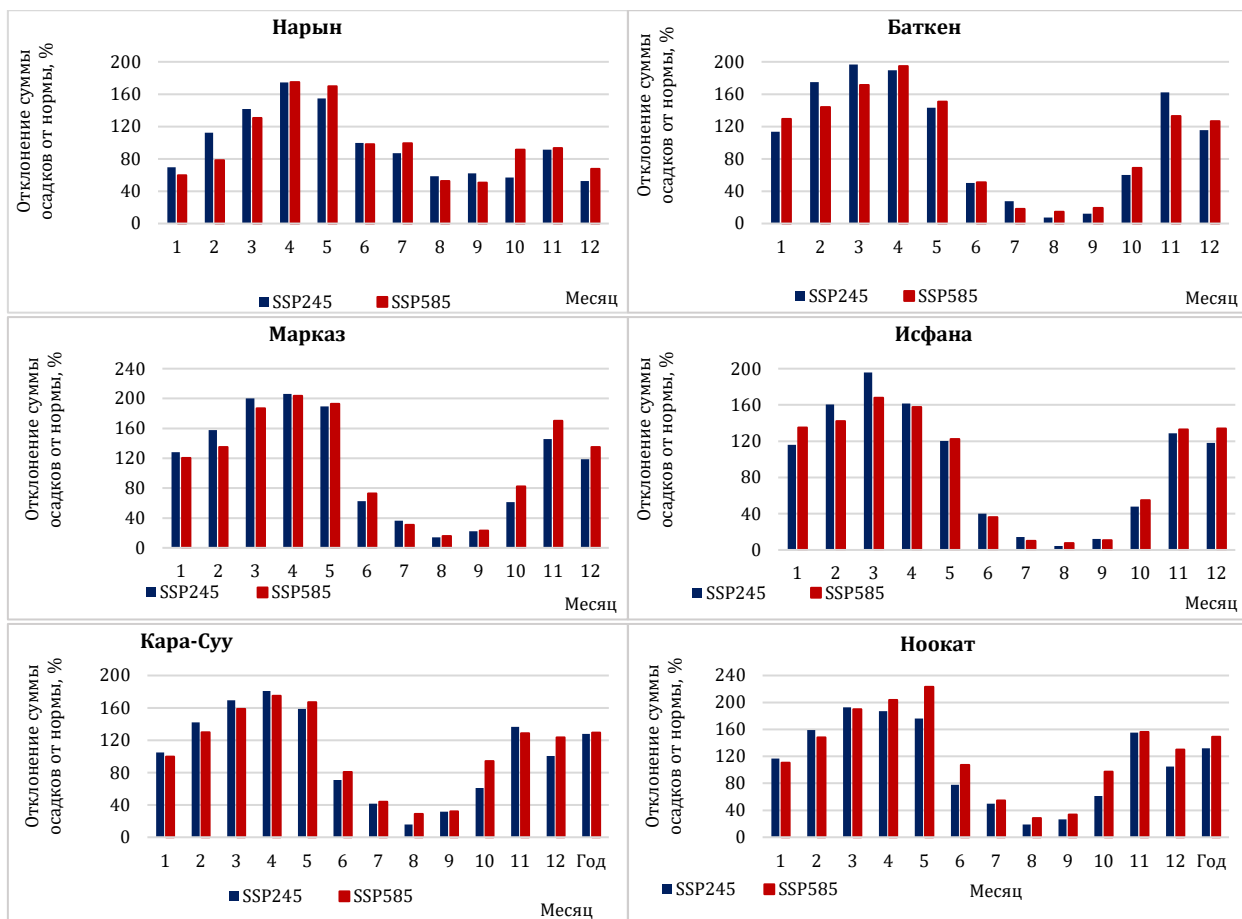 Нарын
Отклонение суммы
осадков от нормы, %
200
160
120
80
40
0
1 2 3 4 5 6 7 8 9 10 11 12
SSP245 SSP585 Месяц
Баткен
Отклонение суммы
осадков от нормы, %
200
160
120
80
40
0
1 2 3 4 5 6 7 8 9 10 11 12
SSP245 SSP585 Месяц
Марказ
Отклонение суммы
осадков от нормы, %
240
200
160
120
80
40
0
1 2 3 4 5 6 7 8 9 10 11 12
SSP245 SSP585
Месяц
Исфана
Отклонение суммы
осадков от нормы, %
200
160
120
80
40
0
1 2 3 4 5 6 7 8 9 10 11 12
SSP245 SSP585
Месяц
Кара-Суу
Отклонение суммы
осадков от нормы, %
200
160
120
80
40
0
1 2 3 4 5 6 7 8 9 10 11 12 Год
SSP245 SSP585
Месяц
Ноокат
Отклонение суммы
осадков от нормы, %
240
200
160
120
80
40
0
1 2 3 4 5 6 7 8 9 10 11 12 Год
SSP245 SSP585 Месяц